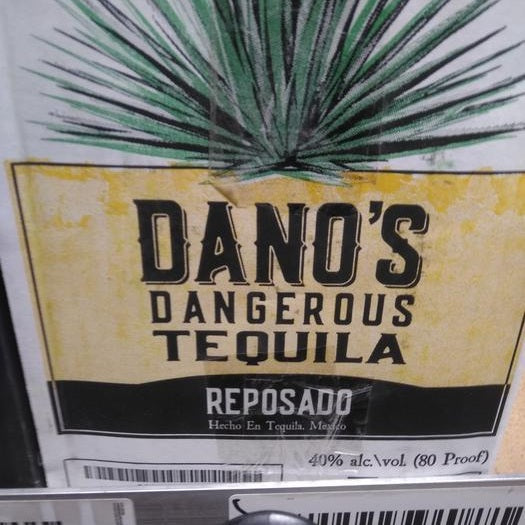 DANO'S
DANGEROUS
TEQUILA
REPOSADO
Hecho En Tequila, Mexico
40% alc.\vol. (80 Proof)